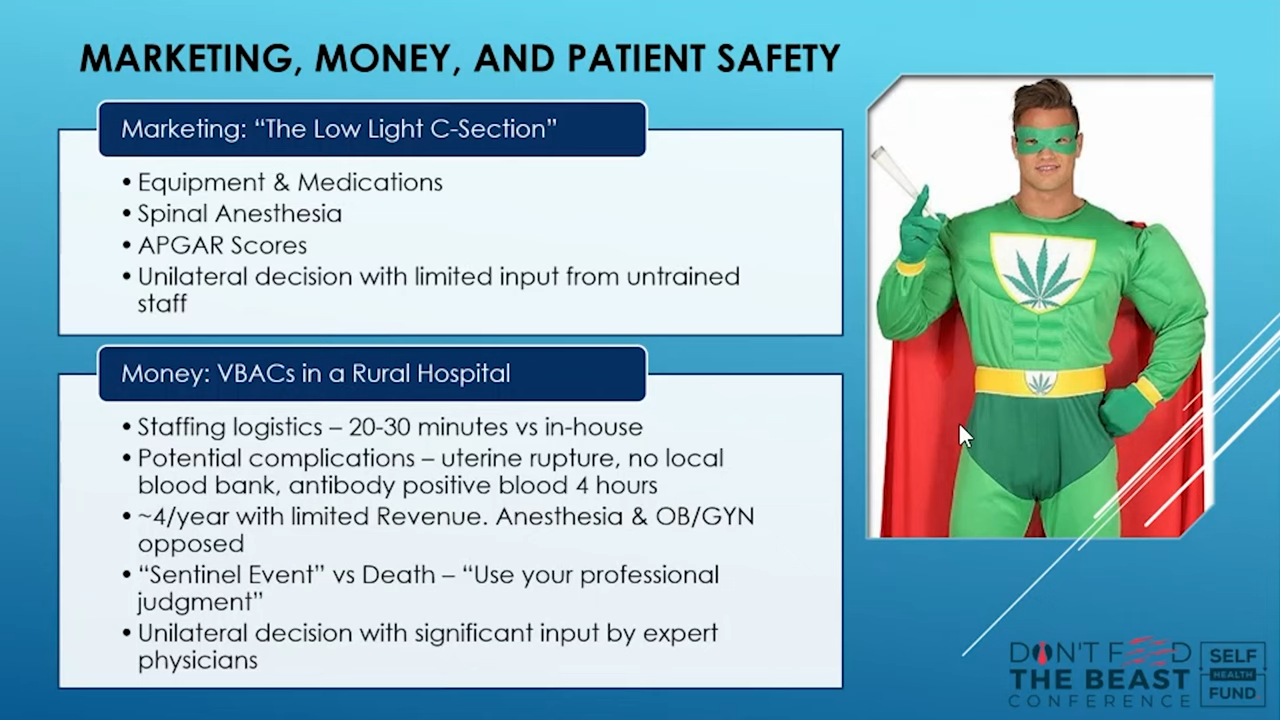 MARKETING, MONEY, AND PATIENT SAFETY
Marketing: “The Low Light C-Section”
• Equipment & Medications
• Spinal Anesthesia
• APGAR Scores
• Unilateral decision with limited input from untrained
staff
Money: VBACs in a Rural Hospital
• Staffing logistics – 20-30 minutes vs in-house
• Potential complications – uterine rupture, no local
blood bank, antibody positive blood 4 hours
• ~4/year with limited Revenue. Anesthesia & OB/GYN
opposed
• “Sentinel Event” vs Death – “Use your professional
judgment”
• Unilateral decision with significant input by expert
physicians
DON'T FEED
THE BEAST
CONFERENCE
SELF
HEALTH
FUND